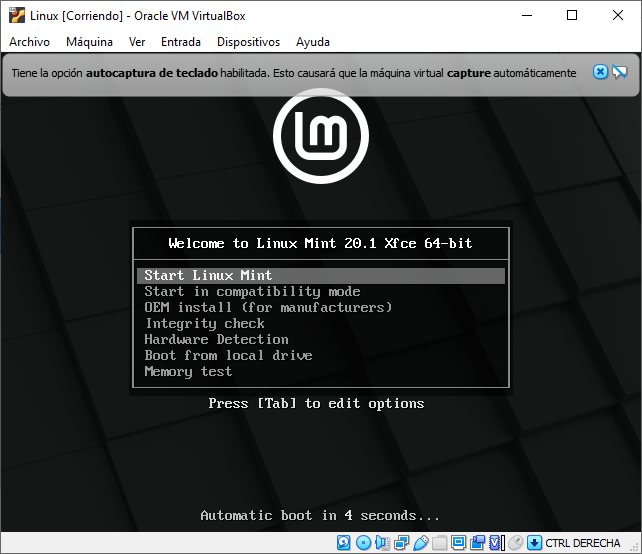 Linux [Corriendo] - Oracle VM VirtualBox
Archivo Máquina Ver Entrada Dispositivos Ayuda
Tiene la opción autocaptura de teclado habilitada. Esto causará que la máquina virtual capture automáticamente
Welcome to Linux Mint 20.1 Xfce 64-bit
Start Linux Mint
Start in compatibility mode
OEM install (for manufacturers)
Integrity check
Hardware Detection
Boot from local drive
Memory test
Press [Tab] to edit options
Automatic boot in 4 seconds...
CTRL DERECHA